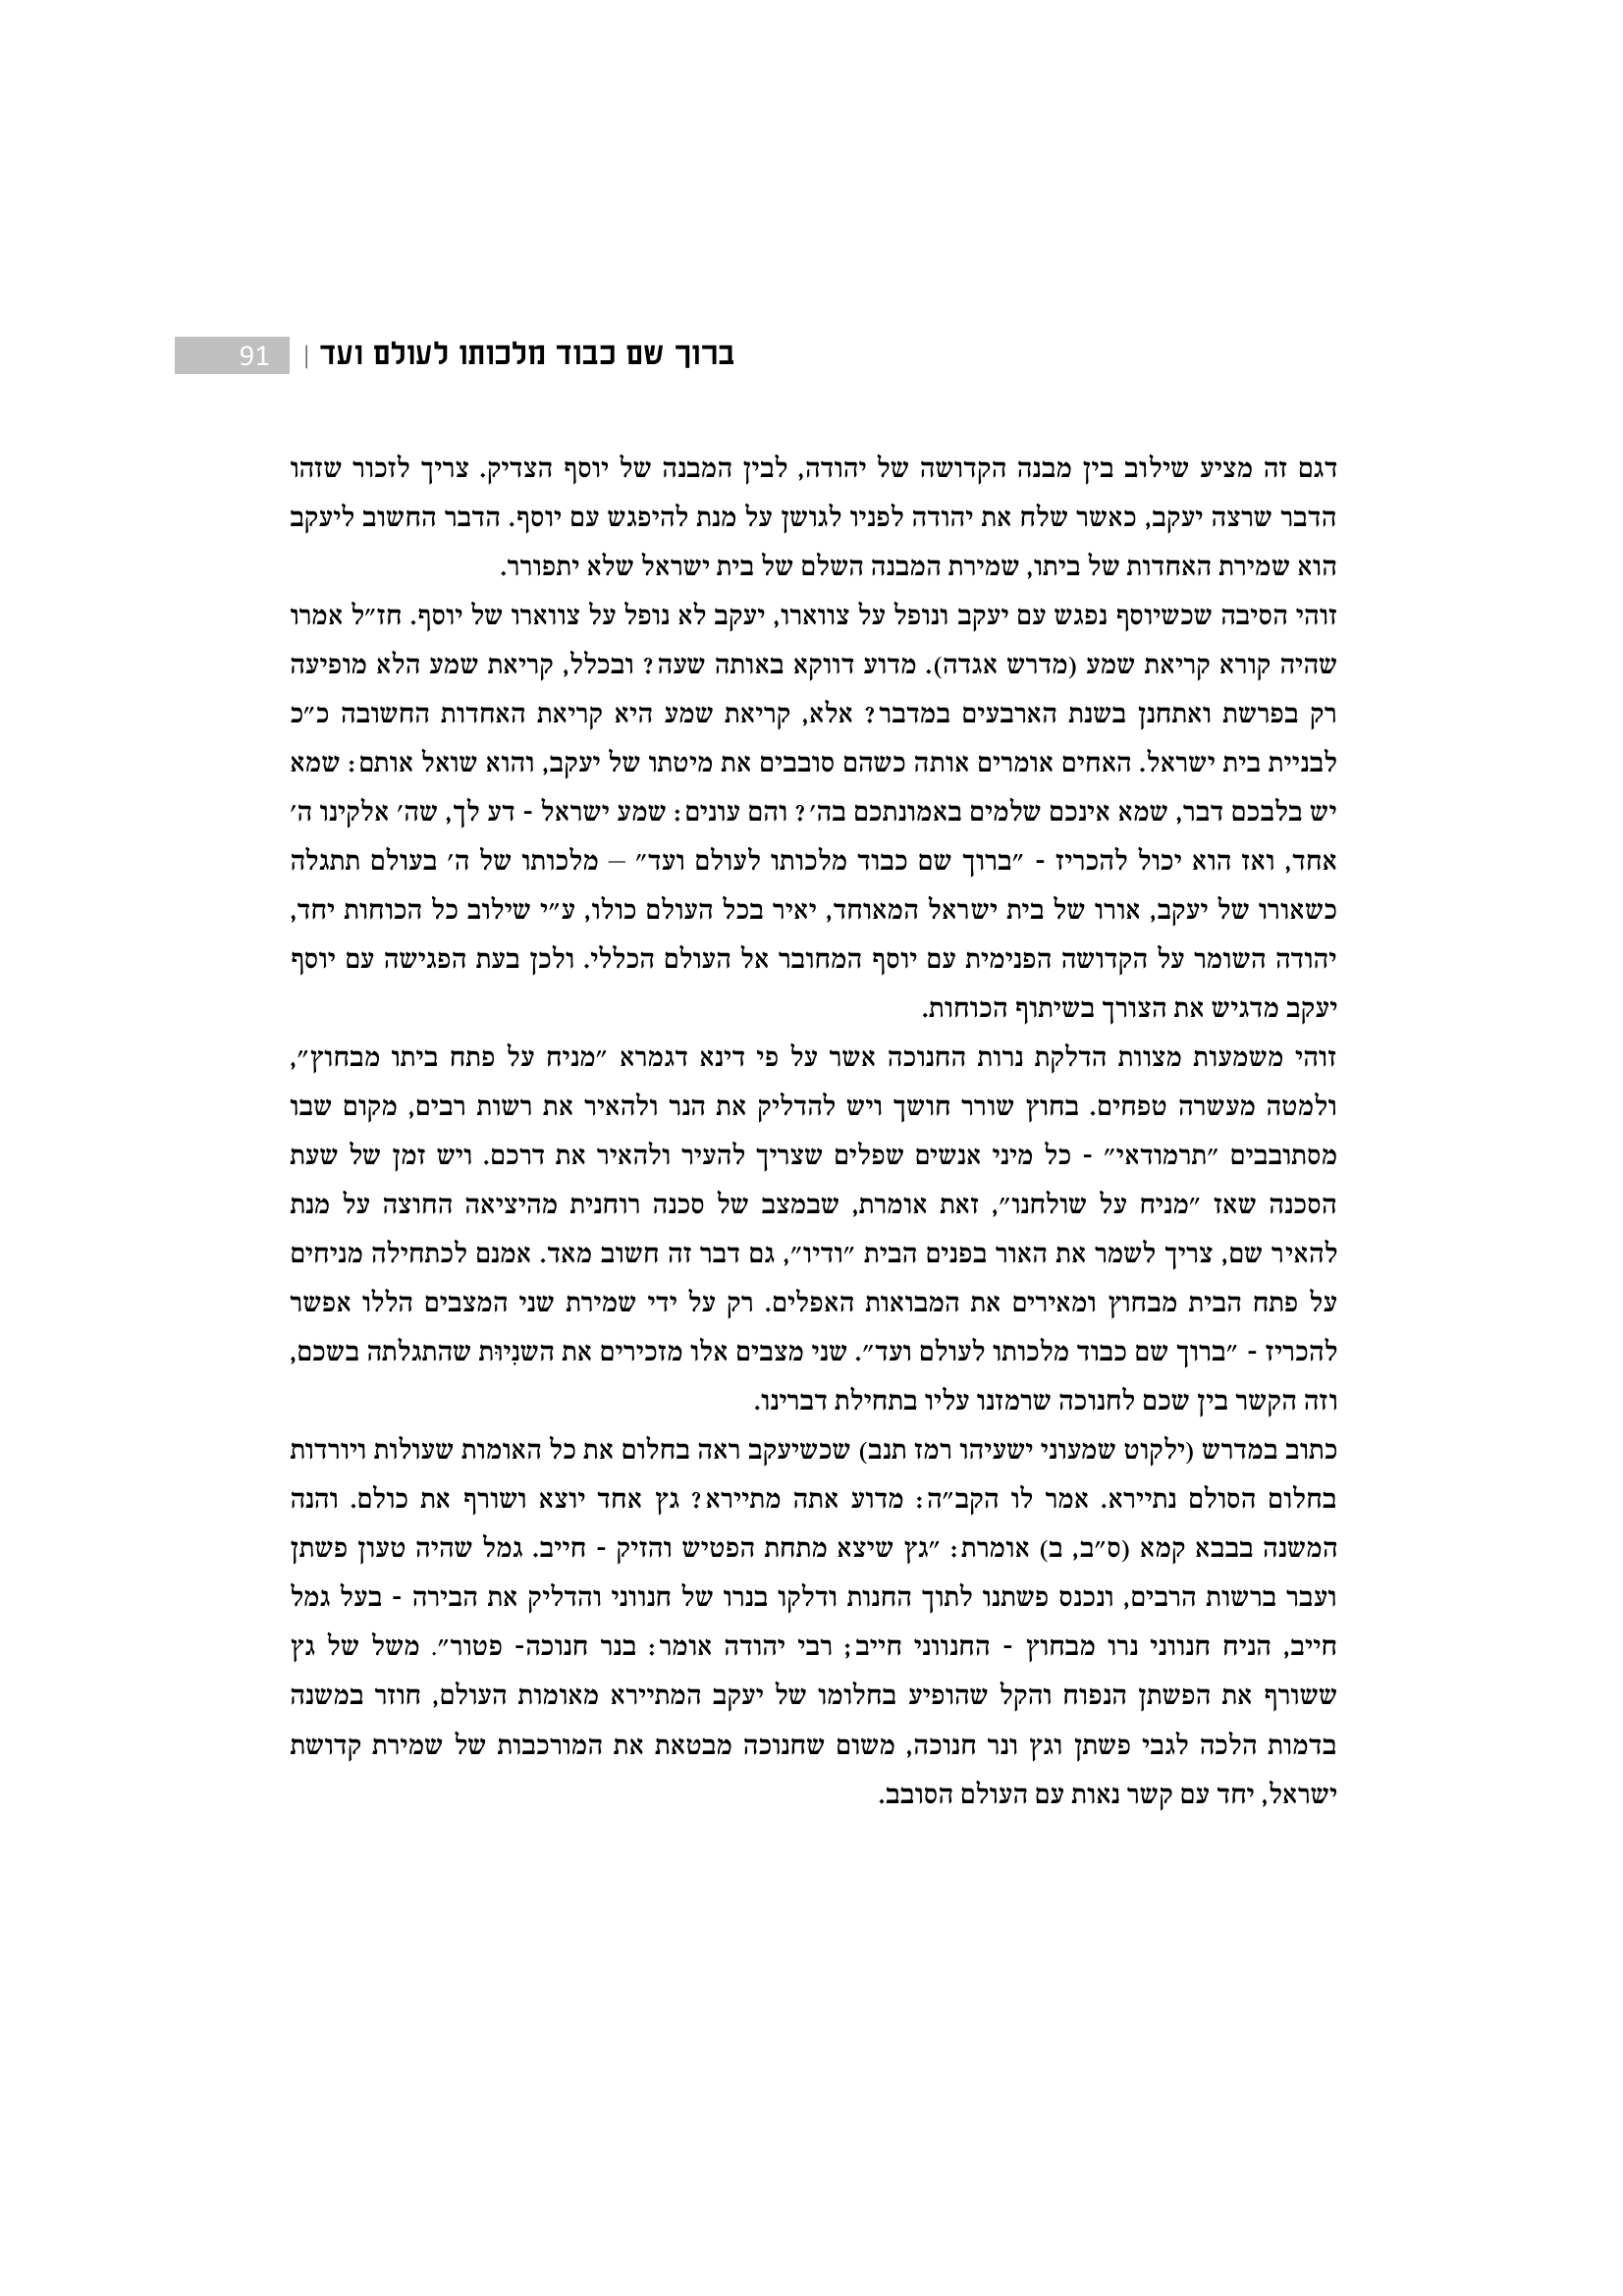 ברוך שם כבוד מלכותו לעולם ועד | 91
דגם זה מציע שילוב בין מבנה הקדושה של יהודה, לבין המבנה של יוסף הצדיק. צריך לזכור שזהו
הדבר שרצה יעקב, כאשר שלח את יהודה לפניו לגושן על מנת להיפגש עם יוסף. הדבר החשוב ליעקב
הוא שמירת האחדות של ביתו, שמירת המבנה השלם של בית ישראל שלא יתפורר.
זוהי הסיבה שכשיוסף נפגש עם יעקב ונופל על צווארו, יעקב לא נופל על צווארו של יוסף. חז״ל אמרו
שהיה קורא קריאת שמע (מדרש אגדה). מדוע דווקא באותה שעה? ובכלל, קריאת שמע הלא מופיעה
רק בפרשת ואתחנן בשנת הארבעים במדבר? אלא, קריאת שמע היא קריאת האחדות החשובה כ״כ
לבניית בית ישראל. האחים אומרים אותה כשהם סובבים את מיטתו של יעקב, והוא שואל אותם: שמא
יש בלבכם דבר, שמא אינכם שלמים באמונתכם בה׳? והם עונים: שמע ישראל - דע לך, שה׳ אלקינו ה׳
אחד, ואז הוא יכול להכריז - ״ברוך שם כבוד מלכותו לעולם ועד״ – מלכותו של ה׳ בעולם תתגלה
כשאורו של יעקב, אורו של בית ישראל המאוחד, יאיר בכל העולם כולו, ע״י שילוב כל הכוחות יחד,
יהודה השומר על הקדושה הפנימית עם יוסף המחובר אל העולם הכללי. ולכן בעת הפגישה עם יוסף
יעקב מדגיש את הצורך בשיתוף הכוחות.
זוהי משמעות מצוות הדלקת נרות החנוכה אשר על פי דינא דגמרא ״מניח על פתח ביתו מבחוץ״,
ולמטה מעשרה טפחים. בחוץ שורר חושך ויש להדליק את הנר ולהאיר את רשות רבים, מקום שבו
מסתובבים ״תרמודאי״ - כל מיני אנשים שפלים שצריך להעיר ולהאיר את דרכם. ויש זמן של שעת
הסכנה שאז ״מניח על שולחנו״, זאת אומרת, שבמצב של סכנה רוחנית מהיציאה החוצה על מנת
להאיר שם, צריך לשמר את האור בפנים הבית ״ודיו״, גם דבר זה חשוב מאד. אמנם לכתחילה מניחים
על פתח הבית מבחוץ ומאירים את המבואות האפלים. רק על ידי שמירת שני המצבים הללו אפשר
להכריז - ״ברוך שם כבוד מלכותו לעולם ועד״. שני מצבים אלו מזכירים את השנִיוּת שהתגלתה בשכם,
וזה הקשר בין שכם לחנוכה שרמזנו עליו בתחילת דברינו.
כתוב במדרש (ילקוט שמעוני ישעיהו רמז תנב) שכשיעקב ראה בחלום את כל האומות שעולות ויורדות
בחלום הסולם נתיירא. אמר לו הקב״ה: מדוע אתה מתיירא? גץ אחד יוצא ושורף את כולם. והנה
המשנה בבבא קמא (ס״ב, ב) אומרת: ״גץ שיצא מתחת הפטיש והזיק - חייב. גמל שהיה טעון פשתן
ועבר ברשות הרבים, ונכנס פשתנו לתוך החנות ודלקו בנרו של חנווני והדליק את הבירה - בעל גמל
חייב, הניח חנווני נרו מבחוץ - החנווני חייב; רבי יהודה אומר: בנר חנוכה- פטור״. משל של גץ
ששורף את הפשתן הנפוח והקל שהופיע בחלומו של יעקב המתיירא מאומות העולם, חוזר במשנה
בדמות הלכה לגבי פשתן וגץ ונר חנוכה, משום שחנוכה מבטאת את המורכבות של שמירת קדושת
ישראל, יחד עם קשר נאות עם העולם הסובב.